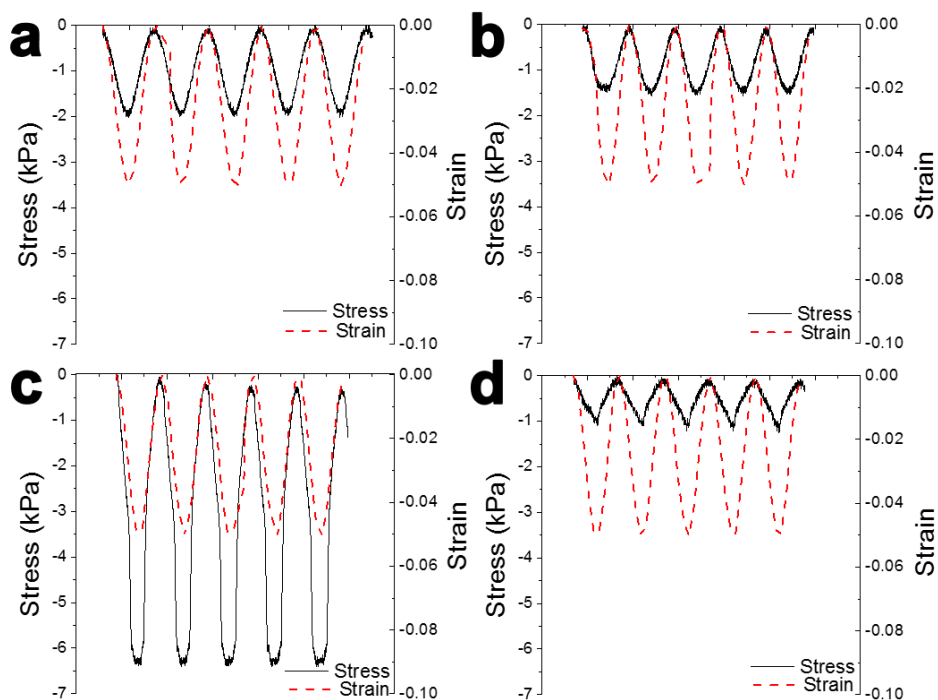 a
Stress (kPa)
0
-1
-2
-3
-4
-5
-6
-7
0.00
-0.02
-0.04
-0.06
-0.08
-0.10
Strain
Stress
Strain
b
Stress (kPa)
0
-1
-2
-3
-4
-5
-6
-7
0.00
-0.02
-0.04
-0.06
-0.08
-0.10
Strain
Stress
Strain
c
Stress (kPa)
0
-1
-2
-3
-4
-5
-6
-7
0.00
-0.02
-0.04
-0.06
-0.08
-0.10
Strain
Stress
Strain
d
Stress (kPa)
0
-1
-2
-3
-4
-5
-6
-7
0.00
-0.02
-0.04
-0.06
-0.08
-0.10
Strain
Stress
Strain